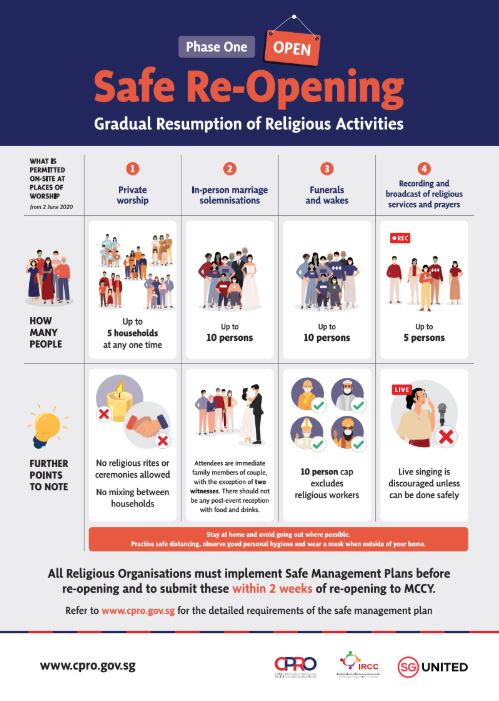 Phase One
OPEN
Safe Re-Opening
Gradual Resumption of Religious Activities
WHAT IS
PERMITTED
ON-SITE AT
PLACES OF
WORSHIP
from 2 June 2020
1
Private
worship
2
In-person marriage
solemnisations
3
Funerals
and wakes
4
Recording and
broadcast of religious
services and prayers
HOW
MANY
PEOPLE
Up to
5 households
at any one time
Up to
10 persons
Up to
10 persons
REC
Up to
5 persons
FURTHER
POINTS
TO NOTE
No religious rites or
ceremonies allowed
No mixing between
households
Attendees are immediate
family members of couple,
with the exception of two
witnesses. There should not
be any post-event reception
with food and drinks.
10 person cap
excludes
religious workers
LIVE
Live singing is
discouraged unless
can be done safely
Stay at home and avoid going out where possible.
Practise safe distancing, observe good personal hygiene and wear a mask when outside of your home.
All Religious Organisations must implement Safe Management Plans before
re-opening and to submit these within 2 weeks of re-opening to MCCY.
Refer to www.cpro.gov.sg for the detailed requirements of the safe management plan
www.cpro.gov.sg
CPRO
IRCC
SG UNITED